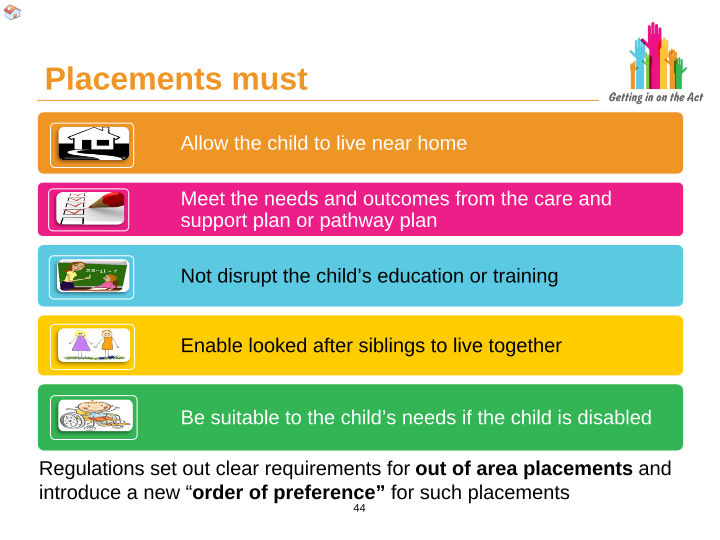 Placements must
Getting in on the Act
Allow the child to live near home
Meet the needs and outcomes from the care and
support plan or pathway plan
Not disrupt the child’s education or training
Enable looked after siblings to live together
Be suitable to the child’s needs if the child is disabled
Regulations set out clear requirements for out of area placements and
introduce a new “order of preference” for such placements
44